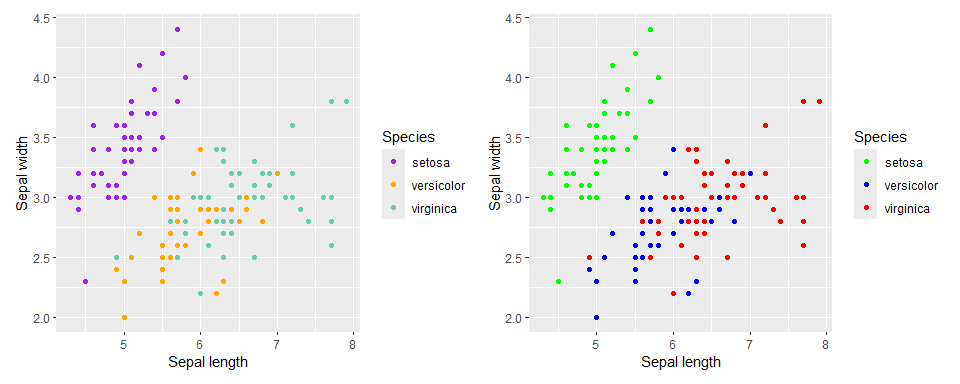 4.5
4.0
3.5
3.0
2.5
2.0
Sepal width
5
6
7
8
Sepal length
Species
setosa
versicolor
virginica
4.5
4.0
3.5
3.0
2.5
2.0
Sepal width
5
6
7
8
Sepal length
Species
setosa
versicolor
virginica